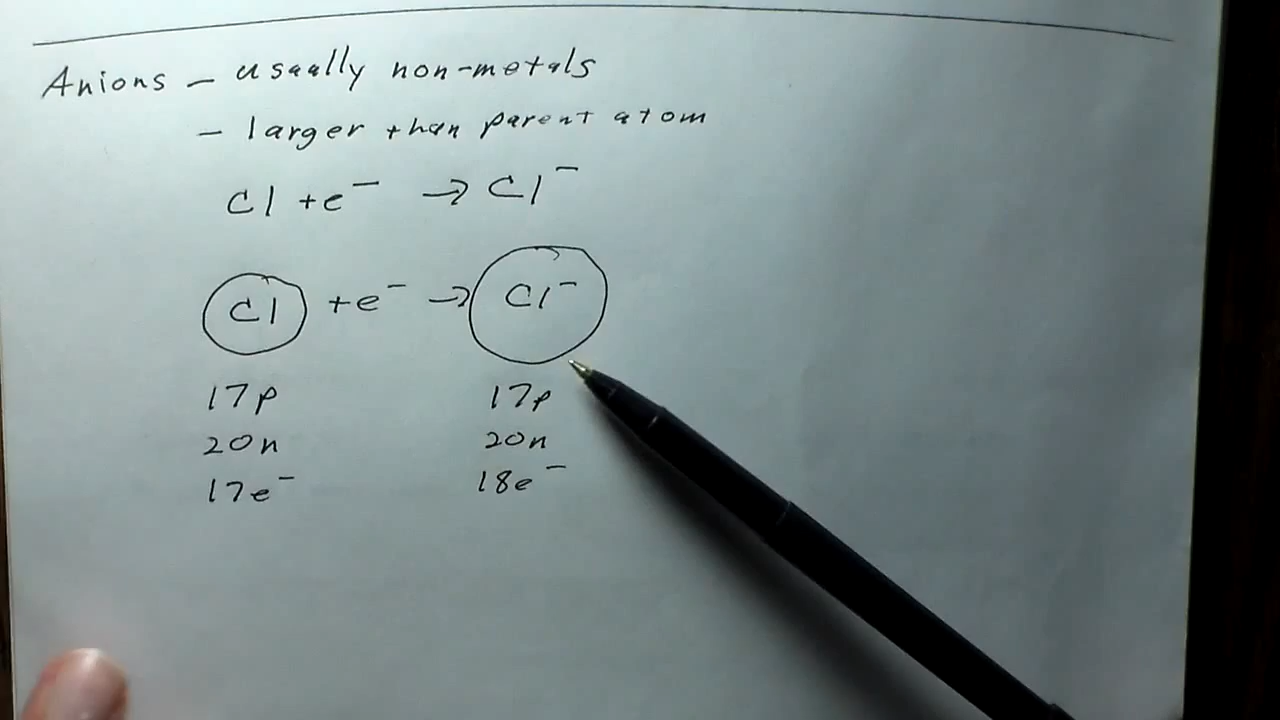 Anions - usually non-metals
- larger than parent atom
Cl + e⁻ → Cl⁻
Cl + e⁻ → Cl⁻
17p 17p
20n 20n
17e⁻ 18e⁻